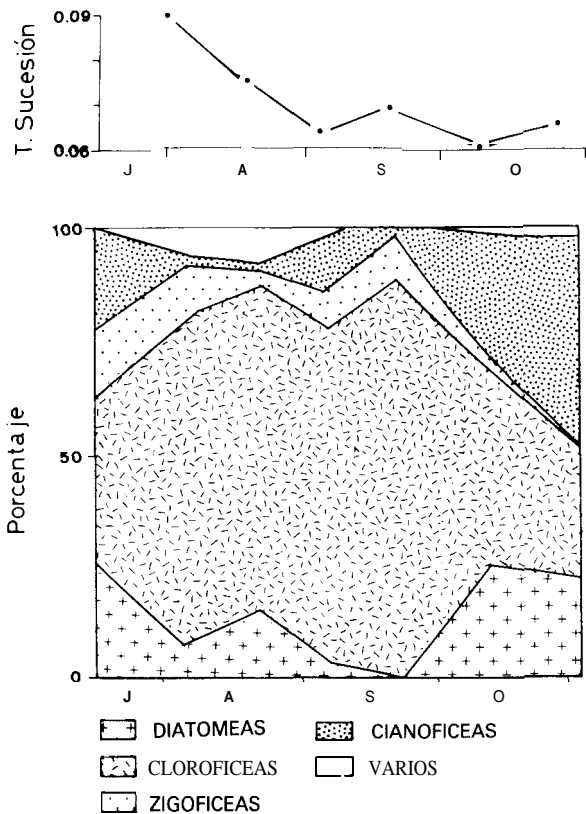 T. Sucesión
0.09
0.06
J A S O
Porcentaje
100
50
0
J A S O
DIATOMEAS
CIANOFICEAS
CLOROFICEAS
VARIOS
ZIGOFICEAS